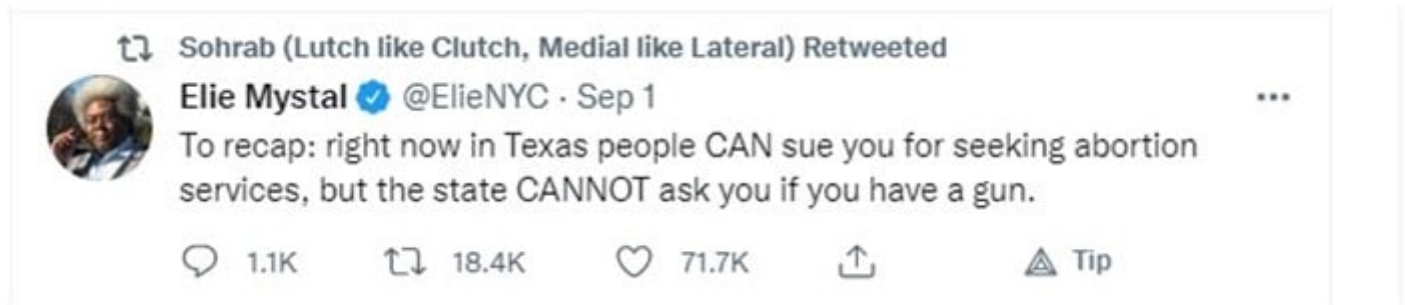 Sohrab (Lutch like Clutch, Medial like Lateral) Retweeted
Elie Mystal @ElieNYC · Sep 1
To recap: right now in Texas people CAN sue you for seeking abortion
services, but the state CANNOT ask you if you have a gun.
1.1K 18.4K 71.7K Tip